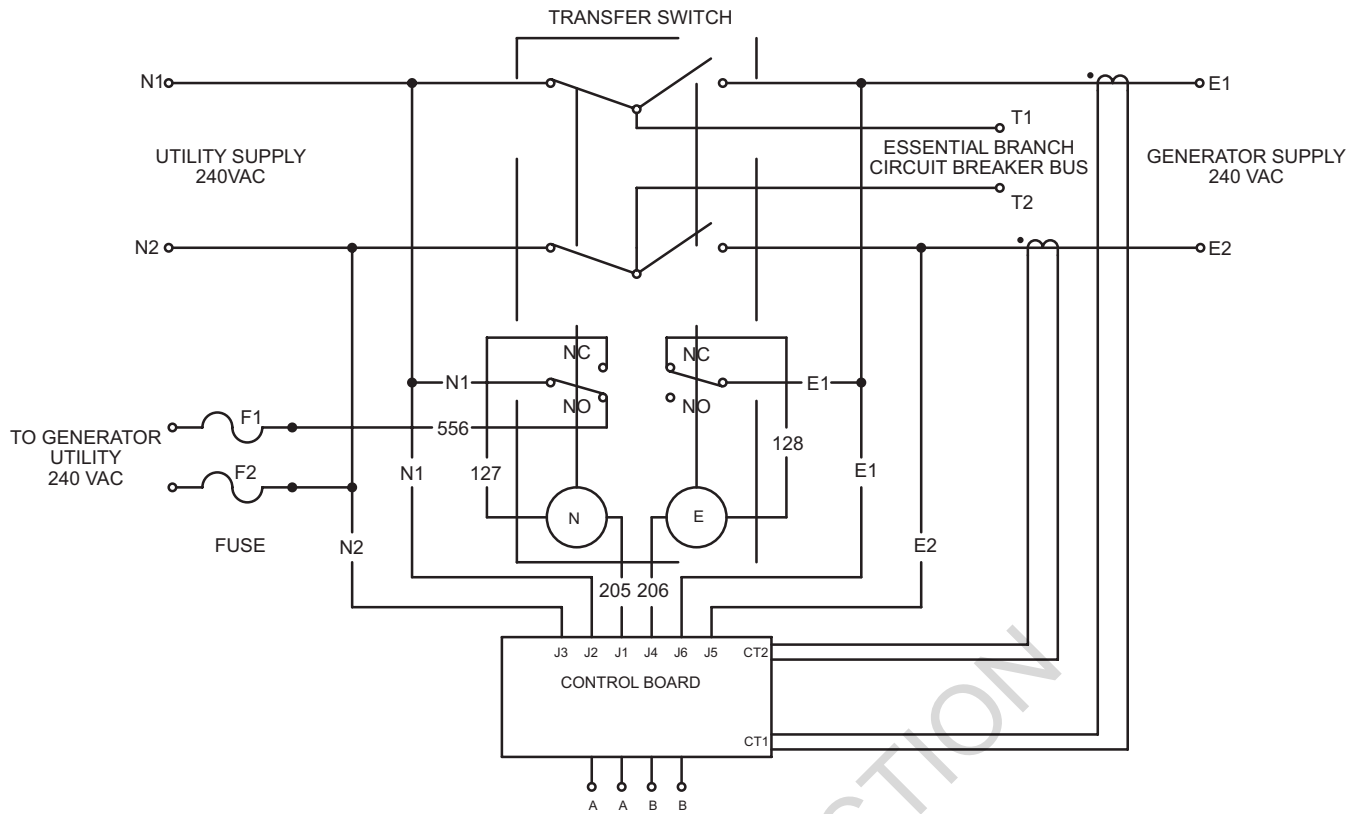 TRANSFER SWITCH
N1
E1
T1
UTILITY SUPPLY
240VAC
ESSENTIAL BRANCH
CIRCUIT BREAKER BUS
GENERATOR SUPPLY
240 VAC
T2
N2
E2
NC
NC
N1
E1
NO
NO
F1
556
TO GENERATOR
UTILITY
240 VAC
128
F2
N1
127
E1
N
E
FUSE
N2
E2
205
206
J3
J2
J1
J4
J6
J5
CT2
CONTROL BOARD
CT1
A
A
B
B